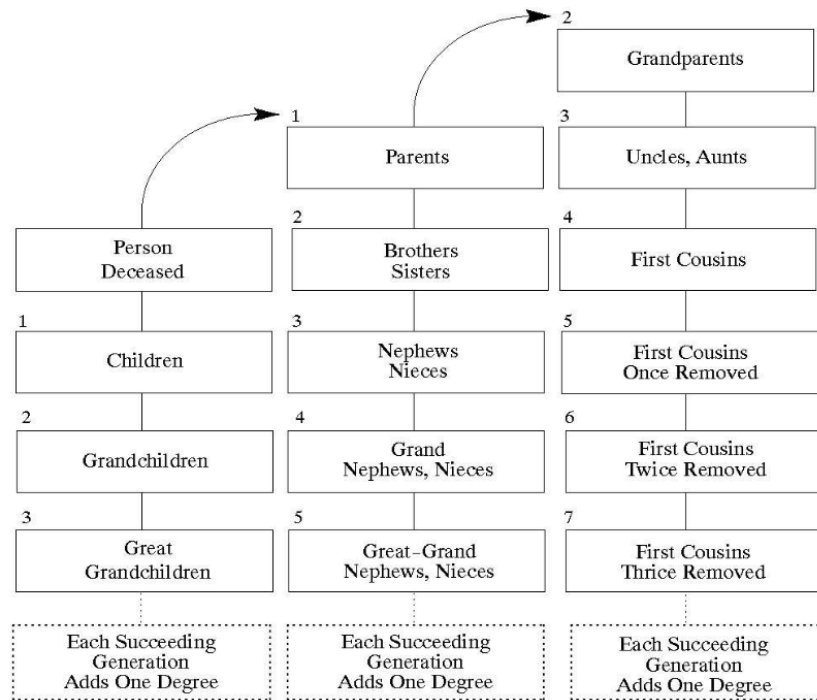 2
Grandparents
1
Parents
3
Uncles, Aunts
Person
Deceased
2
Brothers
Sisters
4
First Cousins
1
Children
3
Nephews
Nieces
5
First Cousins
Once Removed
2
Grandchildren
4
Grand
Nephews, Nieces
6
First Cousins
Twice Removed
3
Great
Grandchildren
5
Great-Grand
Nephews, Nieces
7
First Cousins
Thrice Removed
Each Succeeding
Generation
Adds One Degree
Each Succeeding
Generation
Adds One Degree
Each Succeeding
Generation
Adds One Degree